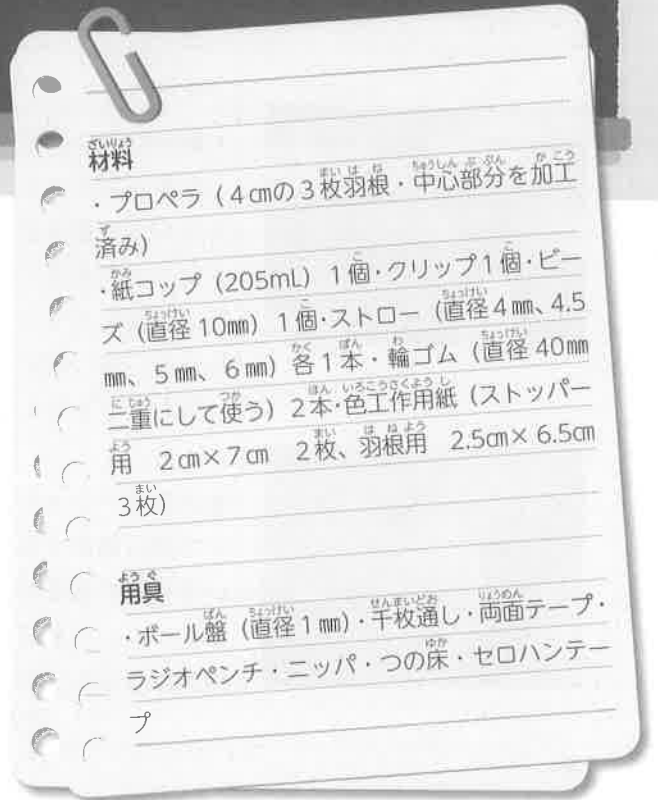 材料
・プロペラ（4㎝の3枚羽根・中心部分を加工
済み）
・紙コップ（205mL）1個・クリップ1個・ビー
ズ（直径10㎜）1個・ストロー（直径4㎜、4.5
㎜、5㎜、6㎜）各1本・輪ゴム（直径40㎜
二重にして使う）2本・色工作用紙（ストッパー
用　2㎝×7㎝　2枚、羽根用　2.5㎝×6.5㎝
3枚）
用具
・ボール盤（直径1㎜）・千枚通し・両面テープ・
ラジオペンチ・ニッパ・つの床・セロハンテー
プ